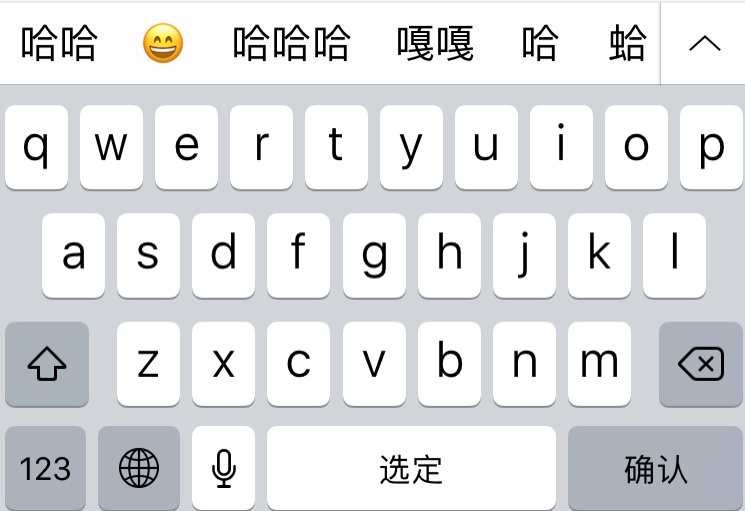 哈哈 😄 哈哈哈 嘎嘎 哈 蛤
q w e r t y u i o p
a s d f g h j k l
z x c v b n m
123 选定 确认